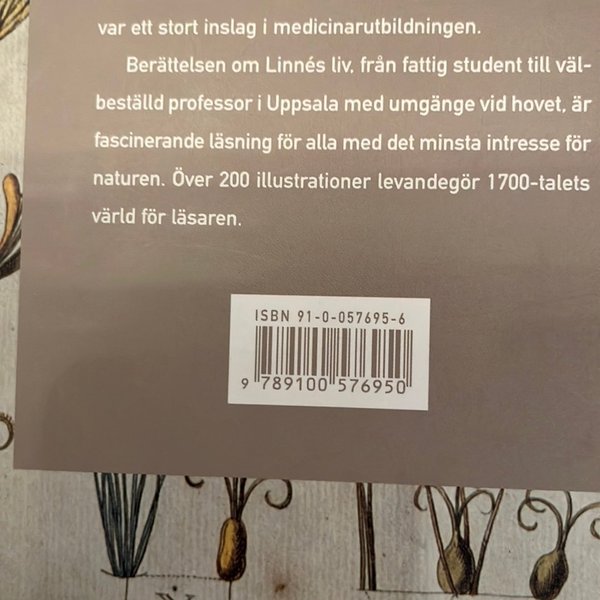 var ett stort inslag i medicinarutbildningen.
Berättelsen om Linnés liv, från fattig student till väl-
beställd professor i Uppsala med umgänge vid hovet, är
fascinerande läsning för alla med det minsta intresse för
naturen. Över 200 illustrationer levandegör 1700-talets
värld för läsaren.
ISBN 91-0-057695-6
9 789100 576950